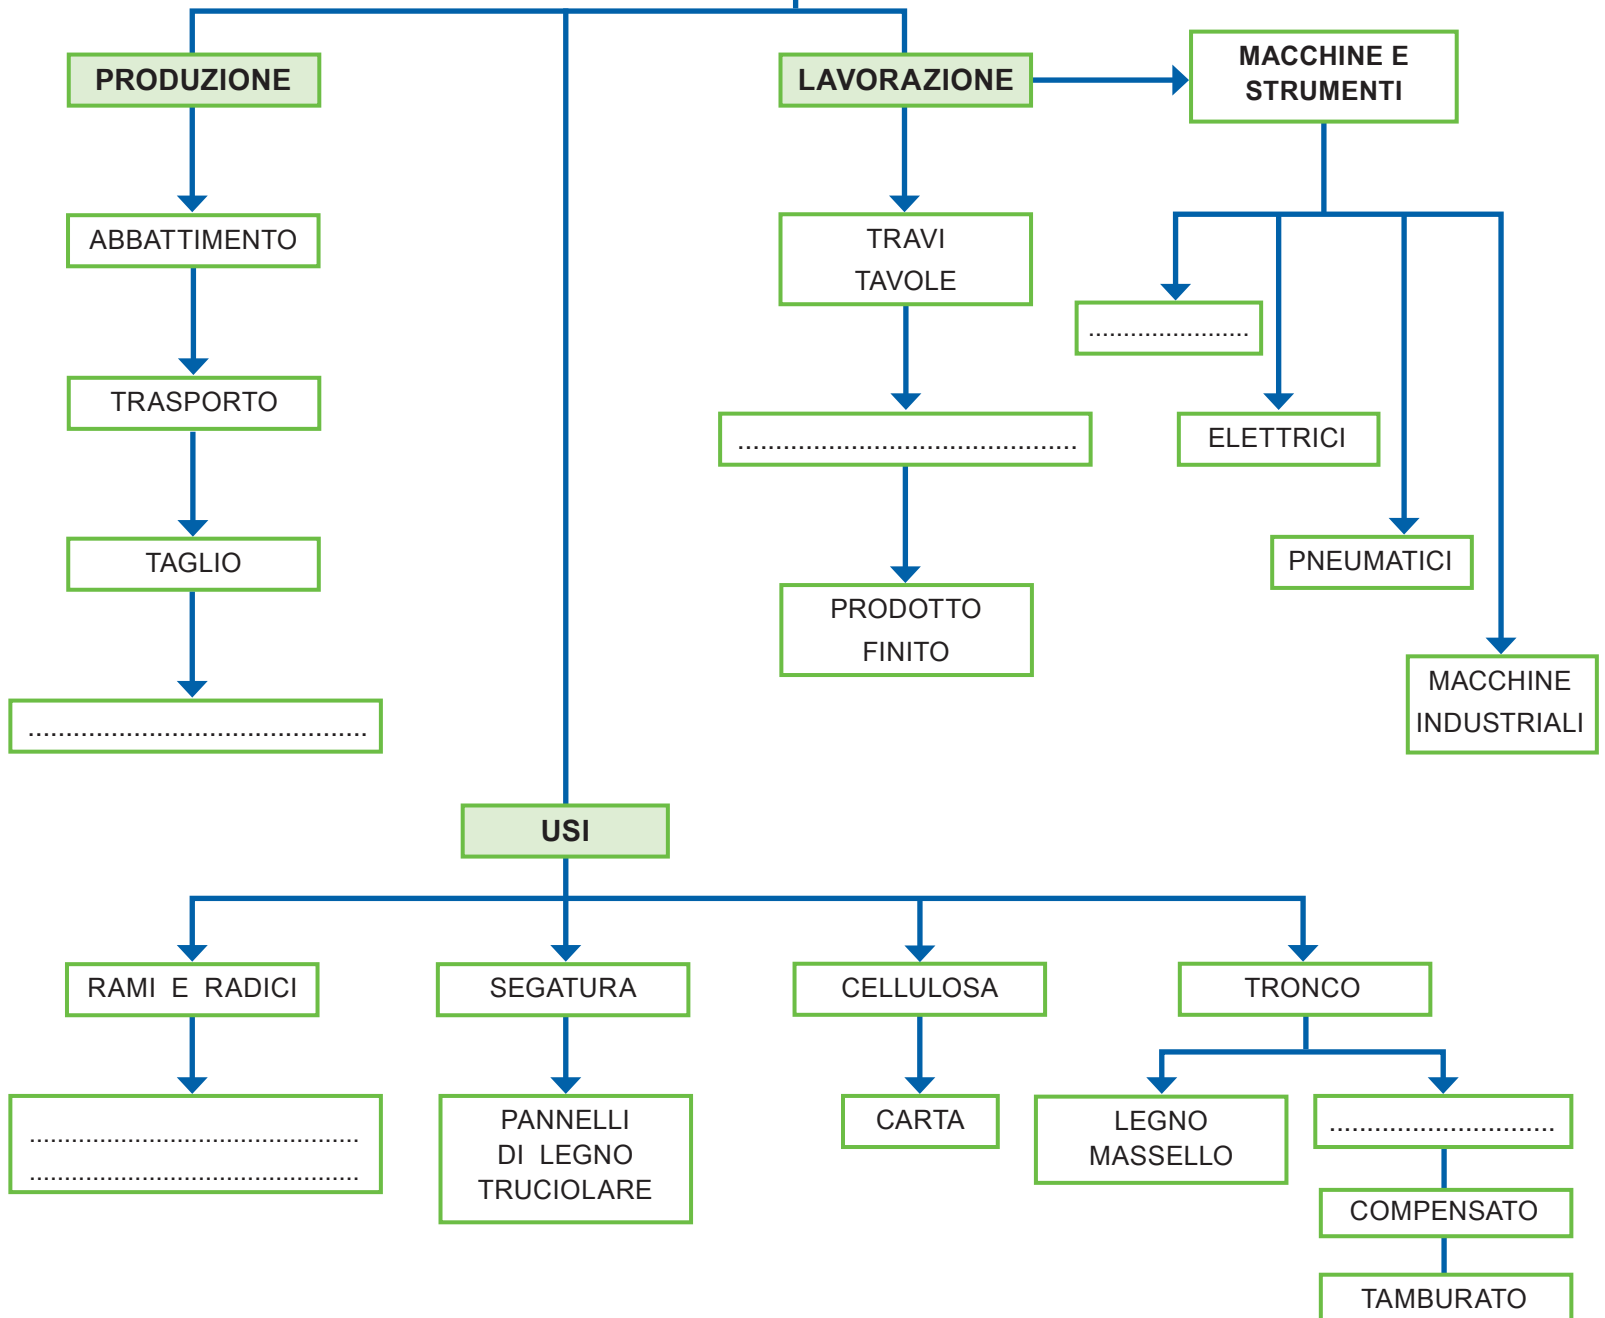 PRODUZIONE
LAVORAZIONE
MACCHINE E
STRUMENTI
ABBATTIMENTO
TRAVI
TAVOLE
.......................
TRASPORTO
.............................................
ELETTRICI
TAGLIO
PNEUMATICI
PRODOTTO
FINITO
MACCHINE
INDUSTRIALI
.............................................
USI
RAMI E RADICI
SEGATURA
CELLULOSA
TRONCO
...............................................
...............................................
PANNELLI
DI LEGNO
TRUCIOLARE
CARTA
LEGNO
MASSELLO
..............................
COMPENSATO
TAMBURATO